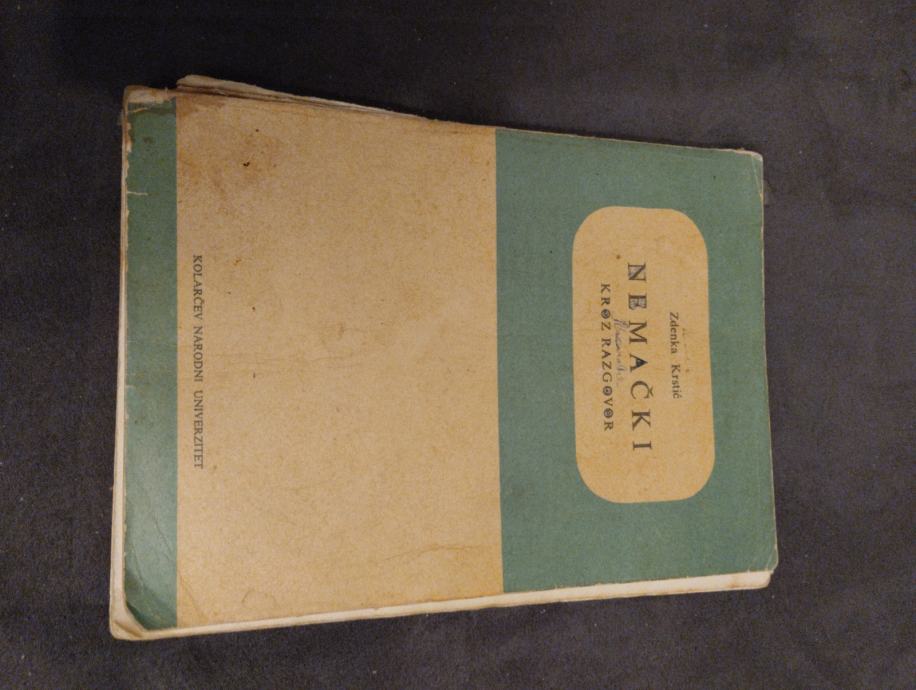 Zdenka Krstić
NEMAČKI
KROZ RAZGOVOR
KOLARČEV NARODNI UNIVERZITET